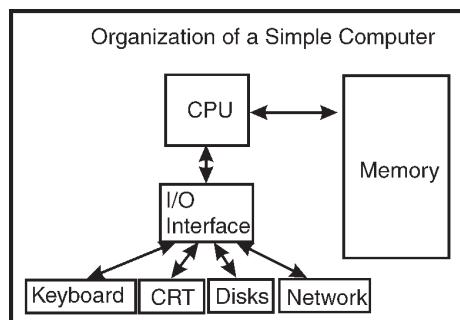 Organization of a Simple Computer
CPU
Memory
I/O
Interface
Keyboard
CRT
Disks
Network